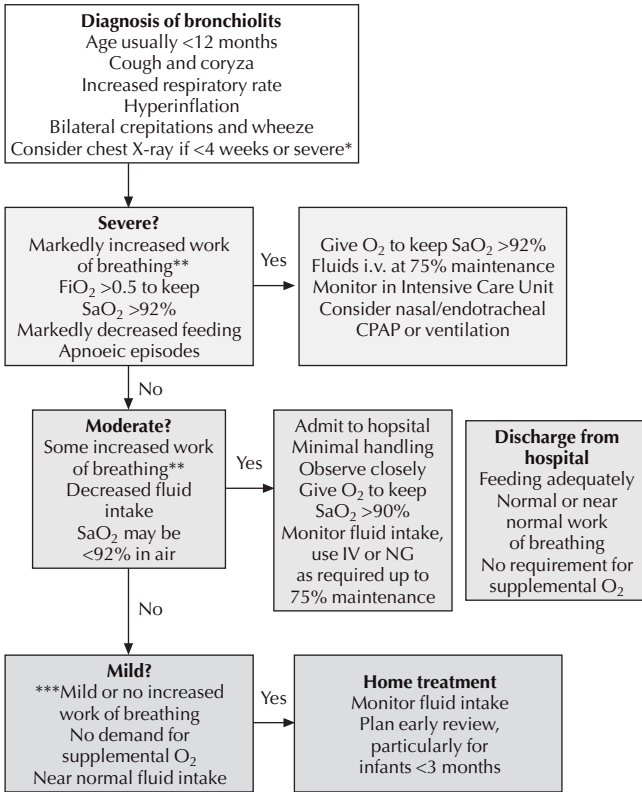 Diagnosis of bronchiolits
Age usually <12 months
Cough and coryza
Increased respiratory rate
Hyperinflation
Bilateral crepitations and wheeze
Consider chest X-ray if <4 weeks or severe*
Severe?
Markedly increased work
of breathing**
FiO₂ >0.5 to keep
SaO₂ >92%
Markedly decreased feeding
Apnoeic episodes
Yes
Give O₂ to keep SaO₂ >92%
Fluids i.v. at 75% maintenance
Monitor in Intensive Care Unit
Consider nasal/endotracheal
CPAP or ventilation
No
Moderate?
Some increased work
of breathing**
Decreased fluid
intake
SaO₂ may be
<92% in air
Yes
Admit to hopsital
Minimal handling
Observe closely
Give O₂ to keep
SaO₂ >90%
Monitor fluid intake,
use IV or NG
as required up to
75% maintenance
Discharge from
hospital
Feeding adequately
Normal or near
normal work
of breathing
No requirement for
supplemental O₂
No
Mild?
***Mild or no increased
work of breathing
No demand for
supplemental O₂
Near normal fluid intake
Yes
Home treatment
Monitor fluid intake
Plan early review,
particularly for
infants <3 months